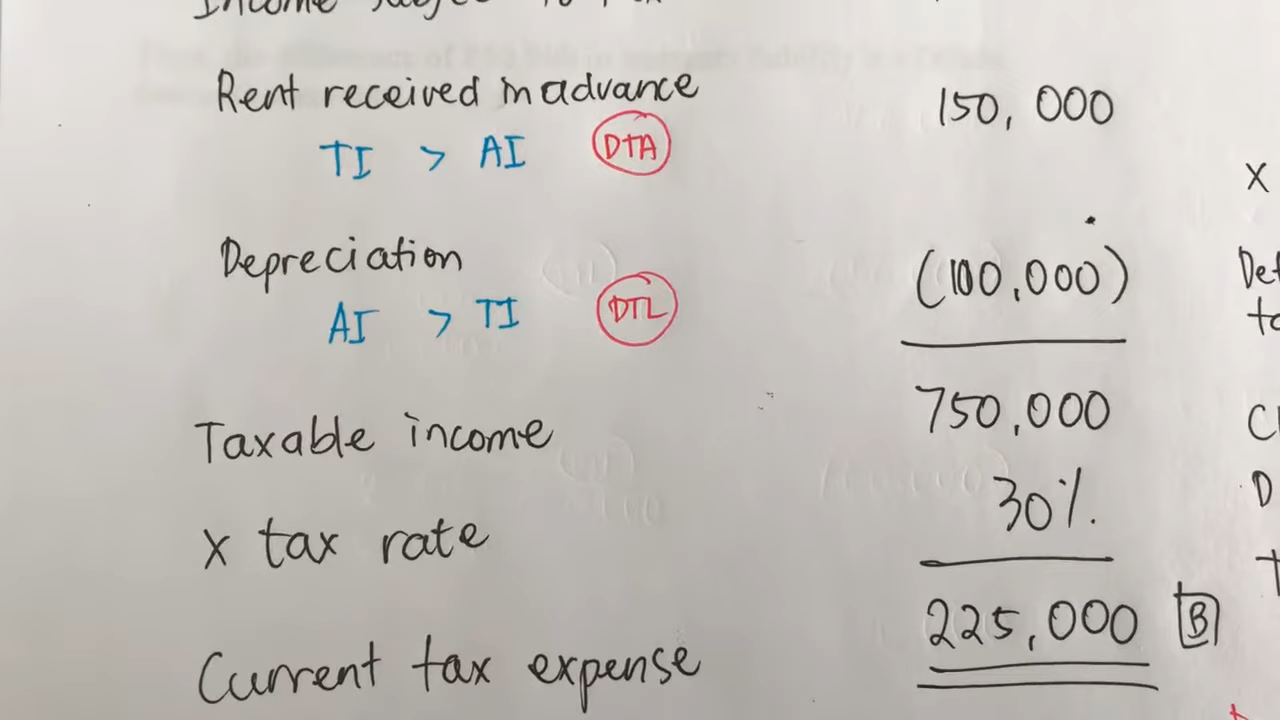 Rent received in advance 150,000
TI > AI DTA
X
Depreciation (100,000)
AI > TI DTL
Taxable income 750,000
x tax rate 30%.
225,000 B
Current tax expense